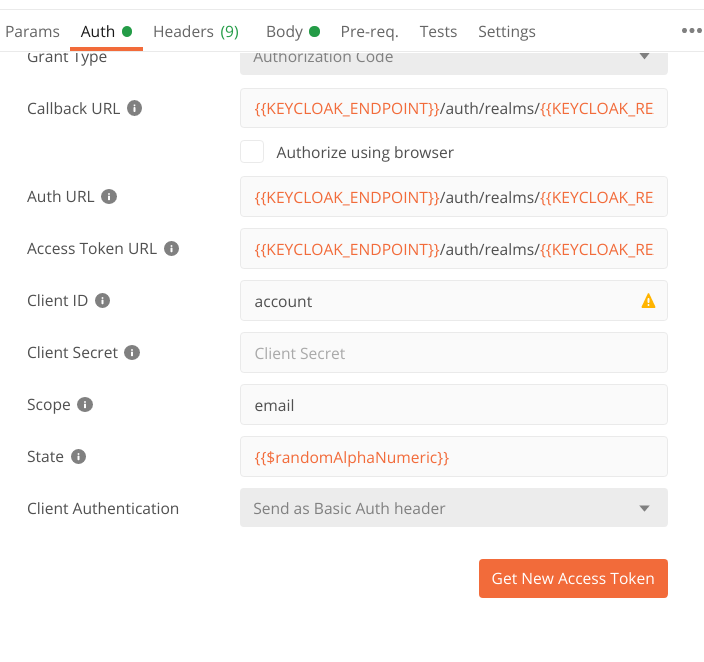 Params Auth Headers (9) Body Pre-req. Tests Settings
Grant Type Authorization Code
Callback URL {{KEYCLOAK_ENDPOINT}}/auth/realms/{{KEYCLOAK_RE
Authorize using browser
Auth URL {{KEYCLOAK_ENDPOINT}}/auth/realms/{{KEYCLOAK_RE
Access Token URL {{KEYCLOAK_ENDPOINT}}/auth/realms/{{KEYCLOAK_RE
Client ID account
Client Secret Client Secret
Scope email
State {{$randomAlphaNumeric}}
Client Authentication Send as Basic Auth header
Get New Access Token